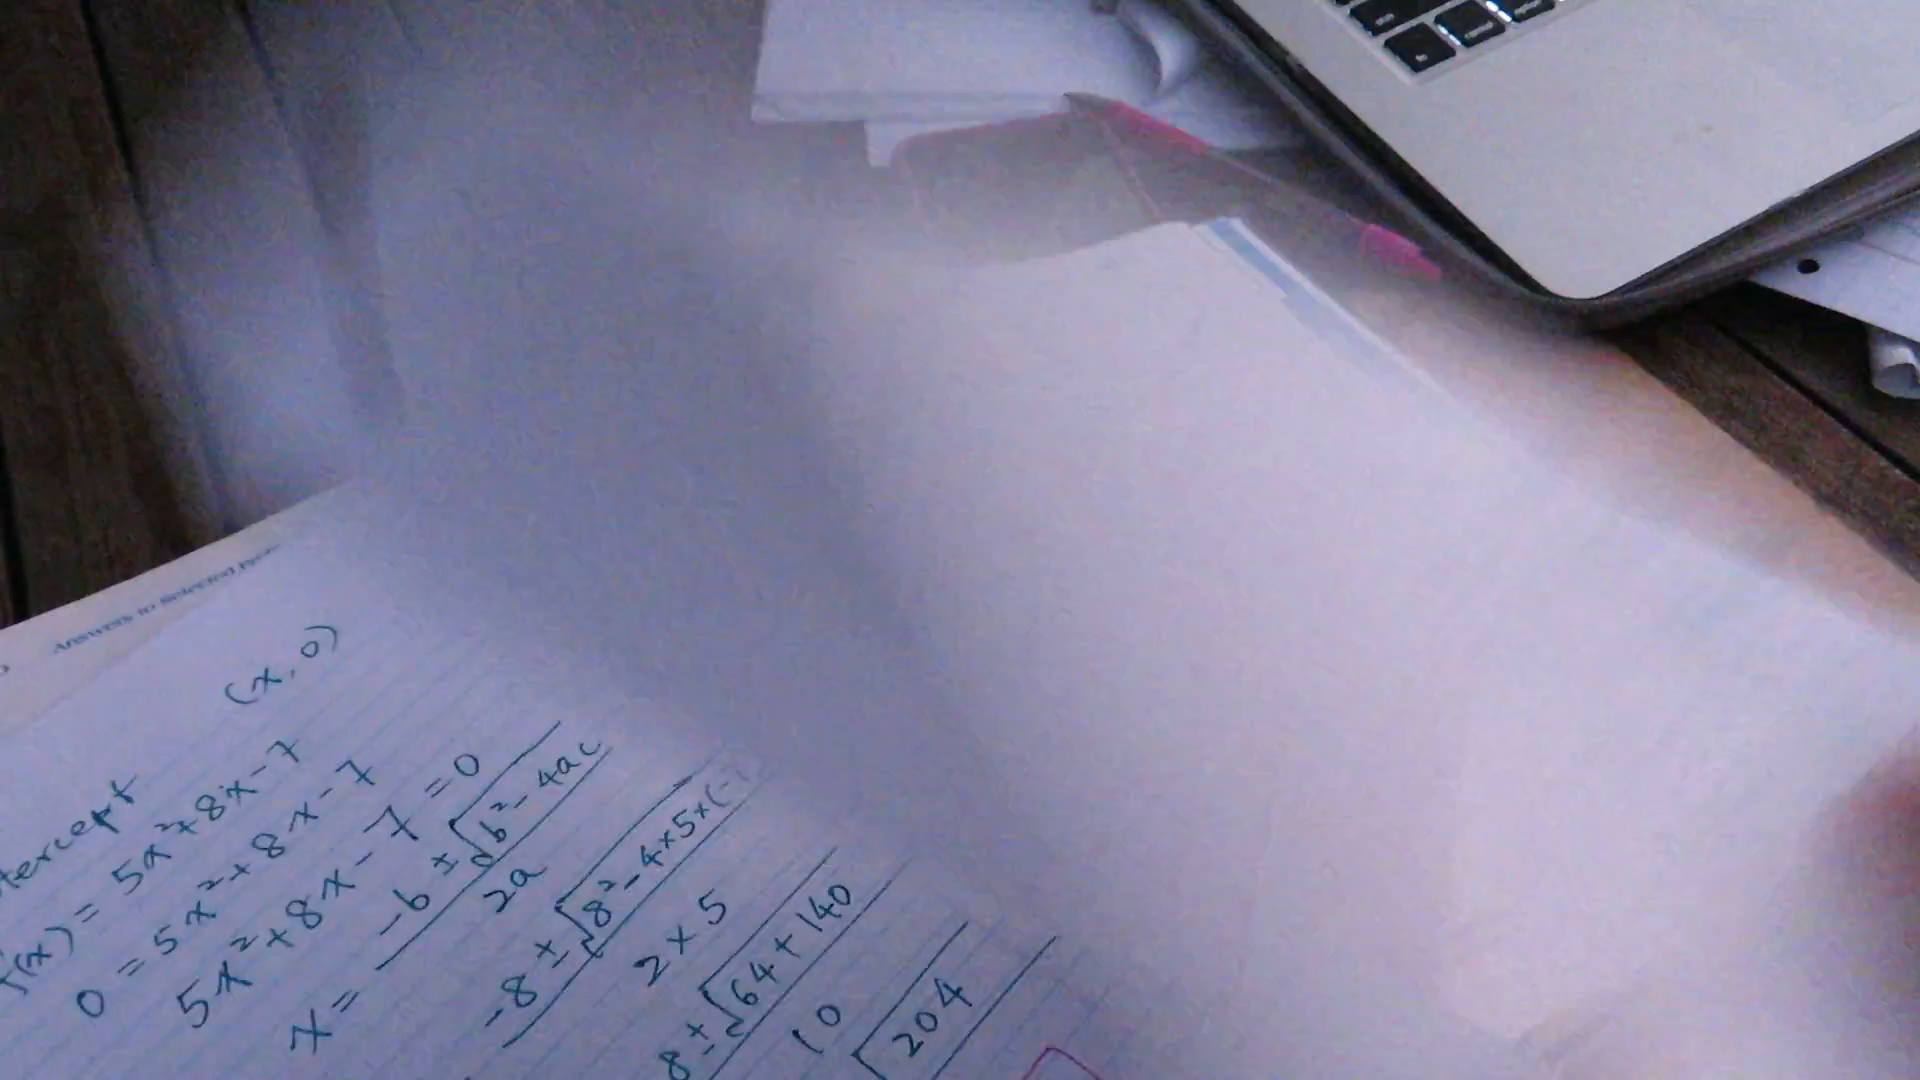 Answers to Selected
(x, 0)
f(x) = 5x²+8x-7
0 = 5x²+8x-7
5x²+8x-7=0
x = -b ± √b²-4ac
2a
-8 ± √8²-4×5×(-
2×5
8 ± √64+140
10
√204